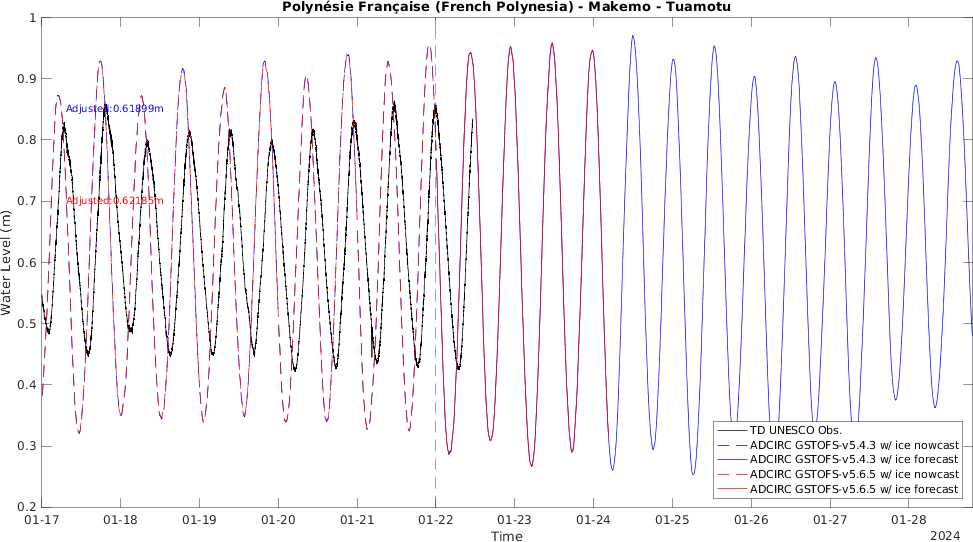 Polynésie Française (French Polynesia) - Makemo - Tuamotu
1
0.9
0.8
0.7
0.6
0.5
0.4
0.3
0.2
Water Level (m)
Adjusted:0.61899m
Adjusted:0.62185m
TD UNESCO Obs.
ADCIRC GSTOFS-v5.4.3 w/ ice nowcast
ADCIRC GSTOFS-v5.4.3 w/ ice forecast
ADCIRC GSTOFS-v5.6.5 w/ ice nowcast
ADCIRC GSTOFS-v5.6.5 w/ ice forecast
01-17 01-18 01-19 01-20 01-21 01-22 01-23 01-24 01-25 01-26 01-27 01-28
Time
2024